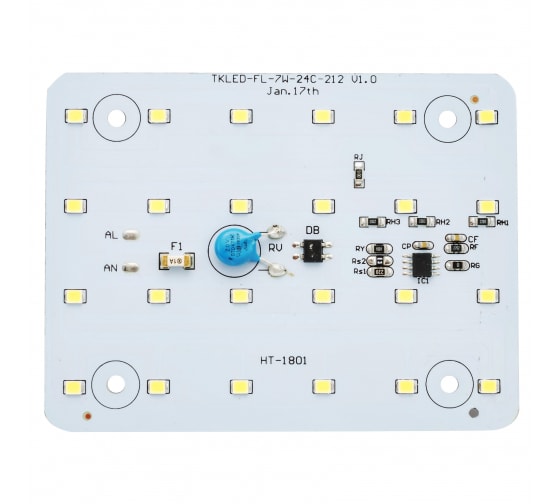 TKLED-FL-7W-24C-212 V1.0
Jan.17th
RJ
RH3
RH2
RH1
AL
F1
1A
RV
DB
RY
CP
CF
RF
Rs2
Rs1
RG
IC1
AN
HT-1801